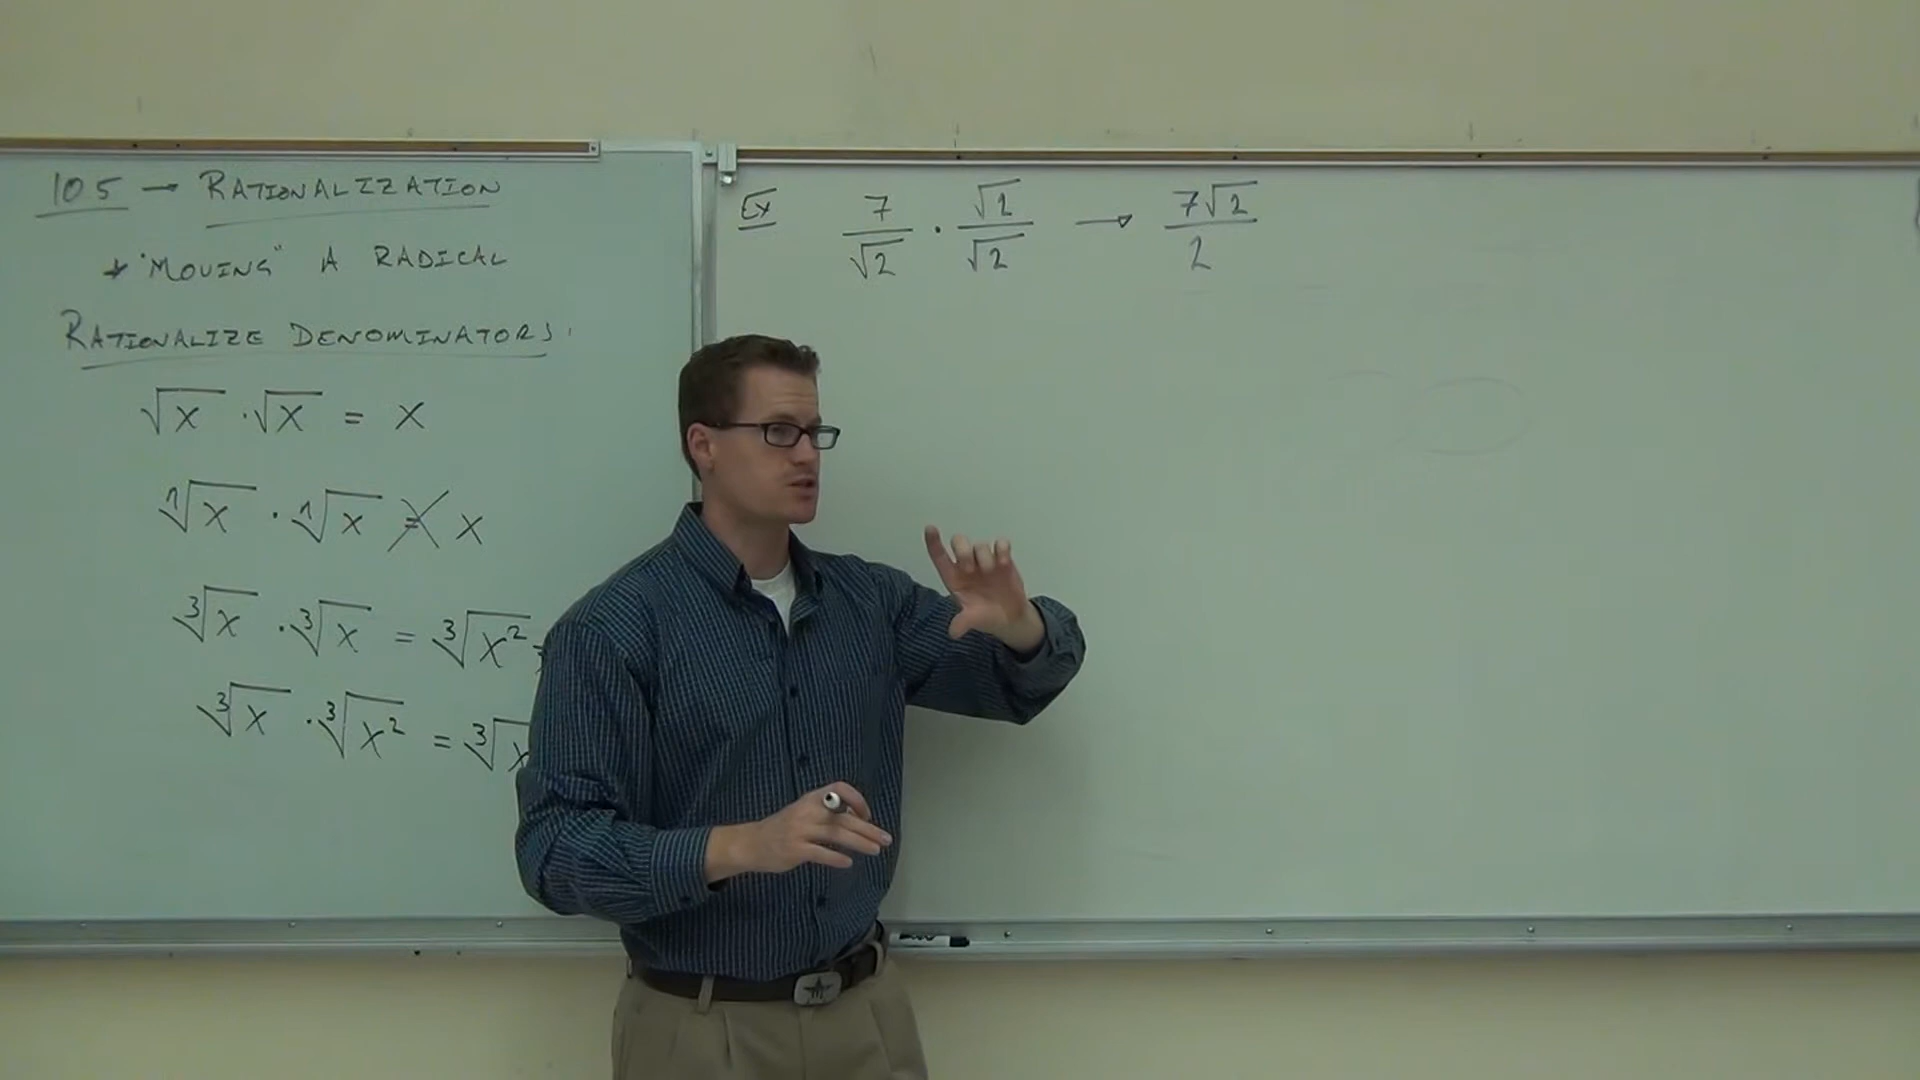 105 → RATIONALIZATION
* "MOVING" A RADICAL
RATIONALIZE DENOMINATORS:
√x · √x = x
ⁿ√x · ⁿ√x ≠ x
³√x · ³√x = ³√x²
³√x · ³√x² = ³√x
Ex 7/√2 · √2/√2 → 7√2/2